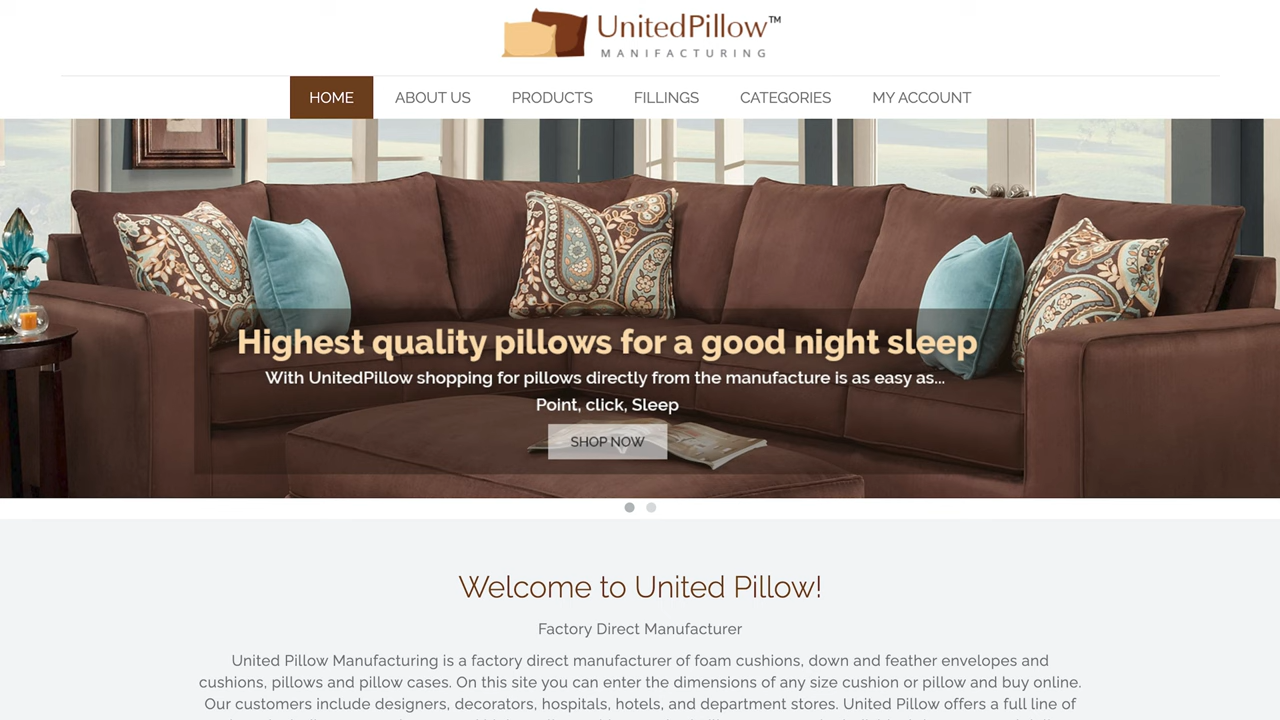 UnitedPillow™
MANIFACTURING
HOME ABOUT US PRODUCTS FILLINGS CATEGORIES MY ACCOUNT
Highest quality pillows for a good night sleep
With UnitedPillow shopping for pillows directly from the manufacture is as easy as...
Point, click, Sleep
SHOP NOW
Welcome to United Pillow!
Factory Direct Manufacturer
United Pillow Manufacturing is a factory direct manufacturer of foam cushions, down and feather envelopes and
cushions, pillows and pillow cases. On this site you can enter the dimensions of any size cushion or pillow and buy online.
Our customers include designers, decorators, hospitals, hotels, and department stores. United Pillow offers a full line of